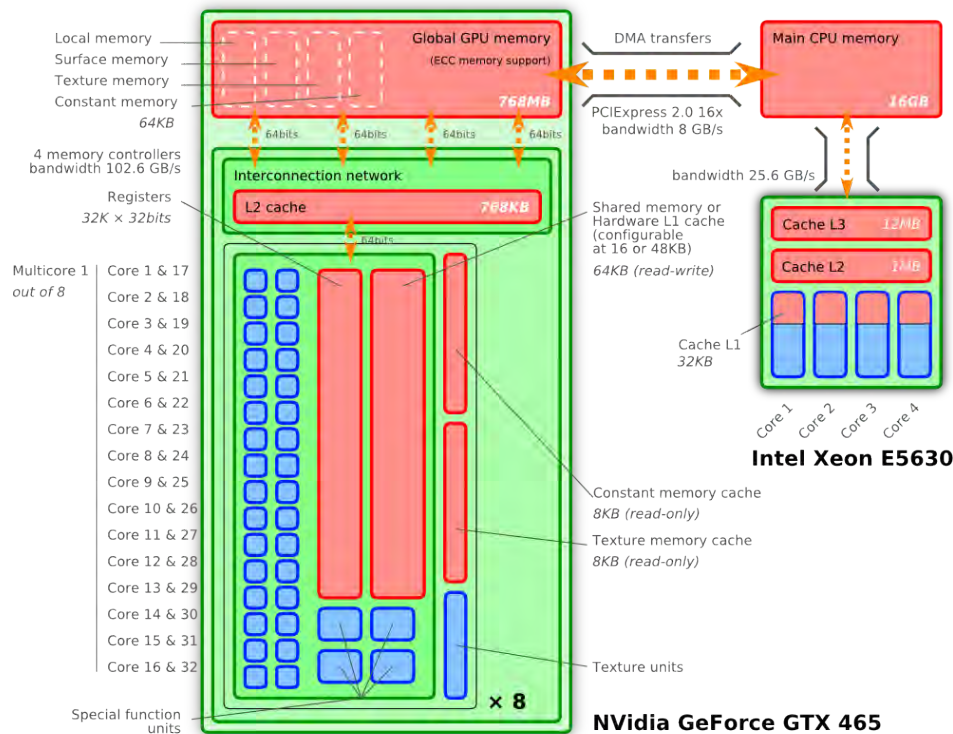 Local memory
Surface memory
Texture memory
Constant memory
64KB
Global GPU memory
(ECC memory support)
768MB
DMA transfers
PCIExpress 2.0 16x
bandwidth 8 GB/s
Main CPU memory
16GB
64bits
64bits
64bits
64bits
4 memory controllers
bandwidth 102.6 GB/s
bandwidth 25.6 GB/s
Interconnection network
L2 cache
768KB
Registers
32K × 32bits
64bits
Shared memory or
Hardware L1 cache
(configurable
at 16 or 48KB)
64KB (read-write)
Cache L3
12MB
Cache L2
1MB
Cache L1
32KB
Core 1
Core 2
Core 3
Core 4
Intel Xeon E5630
Multicore 1
out of 8
Core 1 & 17
Core 2 & 18
Core 3 & 19
Core 4 & 20
Core 5 & 21
Core 6 & 22
Core 7 & 23
Core 8 & 24
Core 9 & 25
Core 10 & 26
Core 11 & 27
Core 12 & 28
Core 13 & 29
Core 14 & 30
Core 15 & 31
Core 16 & 32
Constant memory cache
8KB (read-only)
Texture memory cache
8KB (read-only)
Texture units
× 8
Special function
units
NVidia GeForce GTX 465